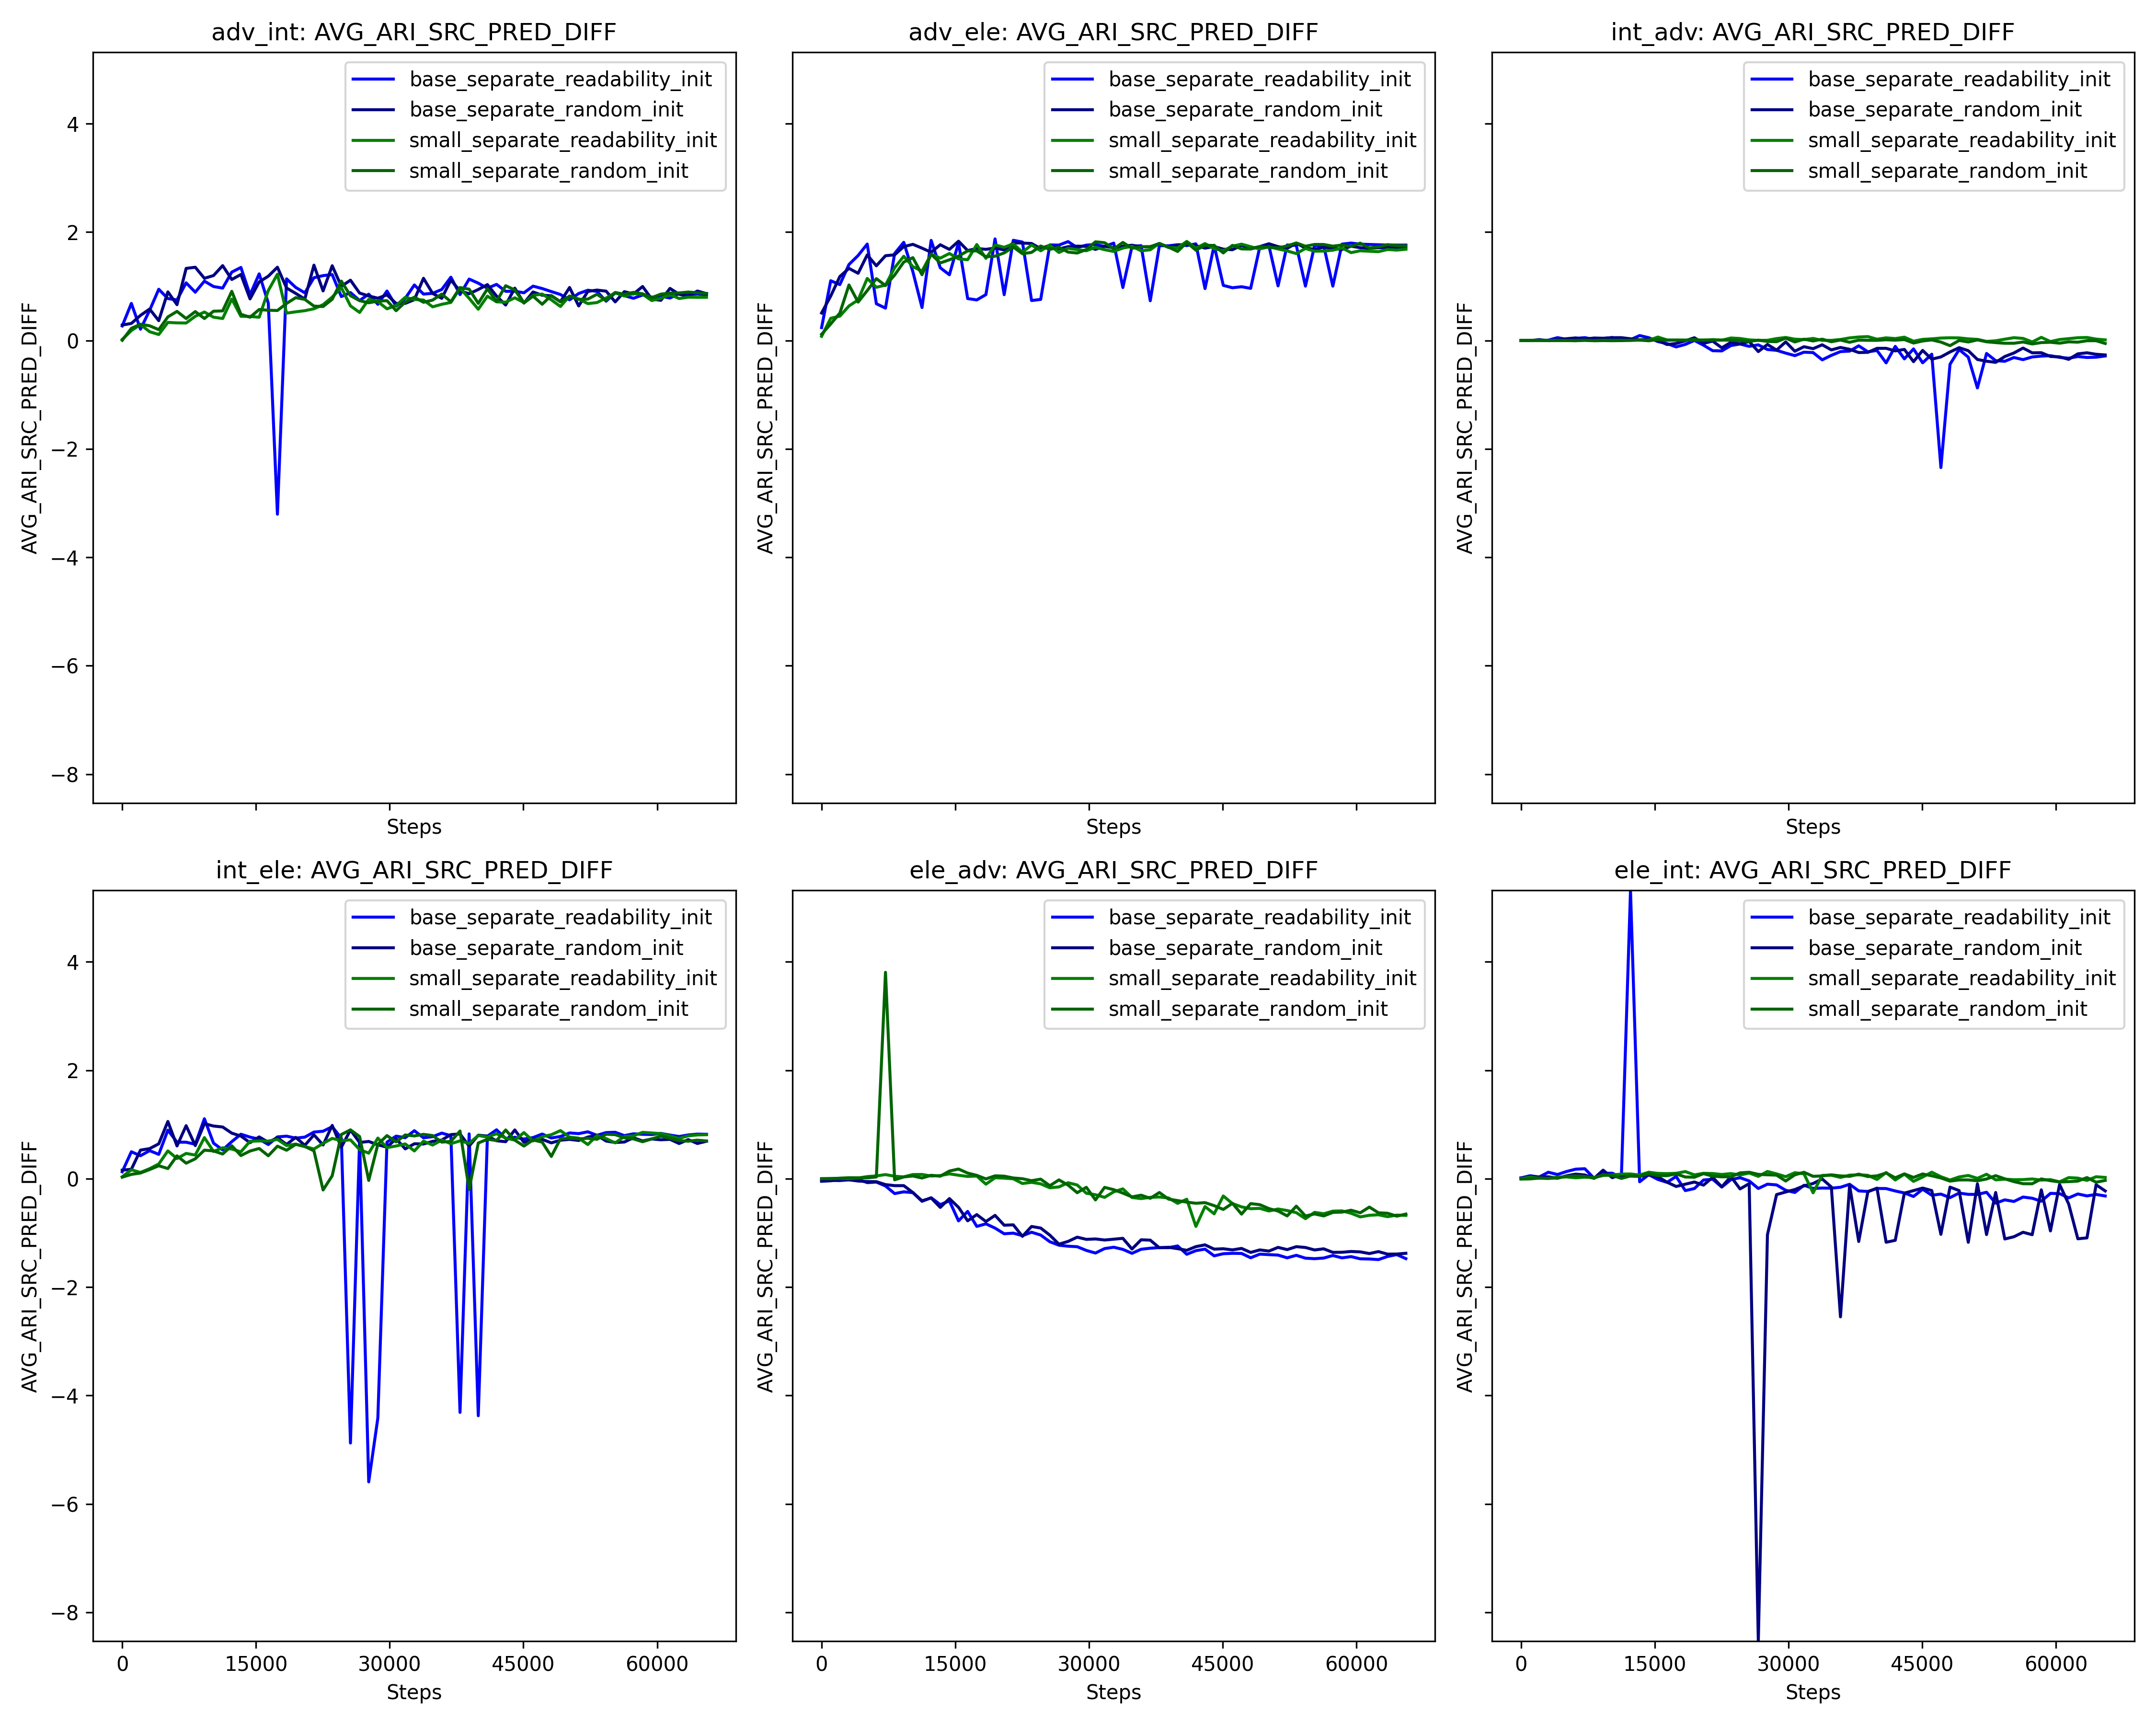 adv_int: AVG_ARI_SRC_PRED_DIFF
adv_ele: AVG_ARI_SRC_PRED_DIFF
int_adv: AVG_ARI_SRC_PRED_DIFF
base_separate_readability_init
base_separate_random_init
small_separate_readability_init
small_separate_random_init
base_separate_readability_init
base_separate_random_init
small_separate_readability_init
small_separate_random_init
base_separate_readability_init
base_separate_random_init
small_separate_readability_init
small_separate_random_init
AVG_ARI_SRC_PRED_DIFF
AVG_ARI_SRC_PRED_DIFF
AVG_ARI_SRC_PRED_DIFF
4
2
0
−2
−4
−6
−8
Steps
Steps
Steps
int_ele: AVG_ARI_SRC_PRED_DIFF
ele_adv: AVG_ARI_SRC_PRED_DIFF
ele_int: AVG_ARI_SRC_PRED_DIFF
base_separate_readability_init
base_separate_random_init
small_separate_readability_init
small_separate_random_init
base_separate_readability_init
base_separate_random_init
small_separate_readability_init
small_separate_random_init
base_separate_readability_init
base_separate_random_init
small_separate_readability_init
small_separate_random_init
AVG_ARI_SRC_PRED_DIFF
AVG_ARI_SRC_PRED_DIFF
AVG_ARI_SRC_PRED_DIFF
4
2
0
−2
−4
−6
−8
0 15000 30000 45000 60000
0 15000 30000 45000 60000
0 15000 30000 45000 60000
Steps
Steps
Steps